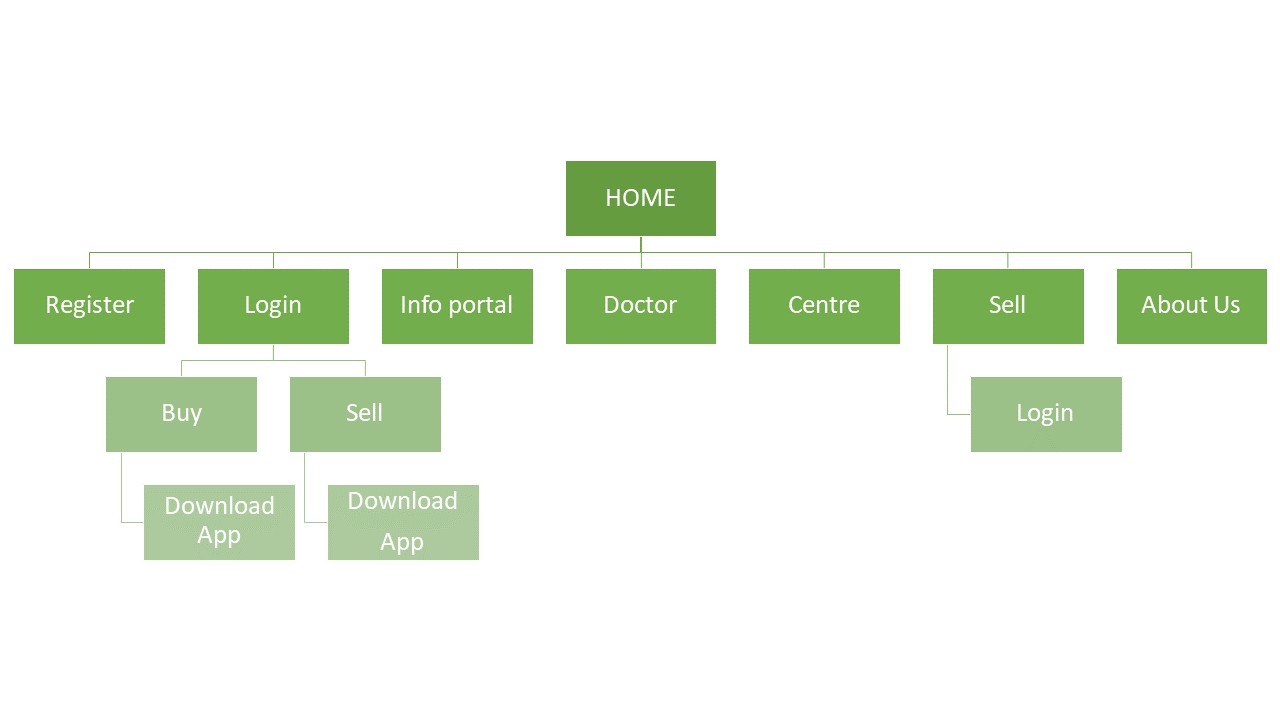 HOME
Register
Login
Info portal
Doctor
Centre
Sell
About Us
Buy
Sell
Login
Download
App
Download
App